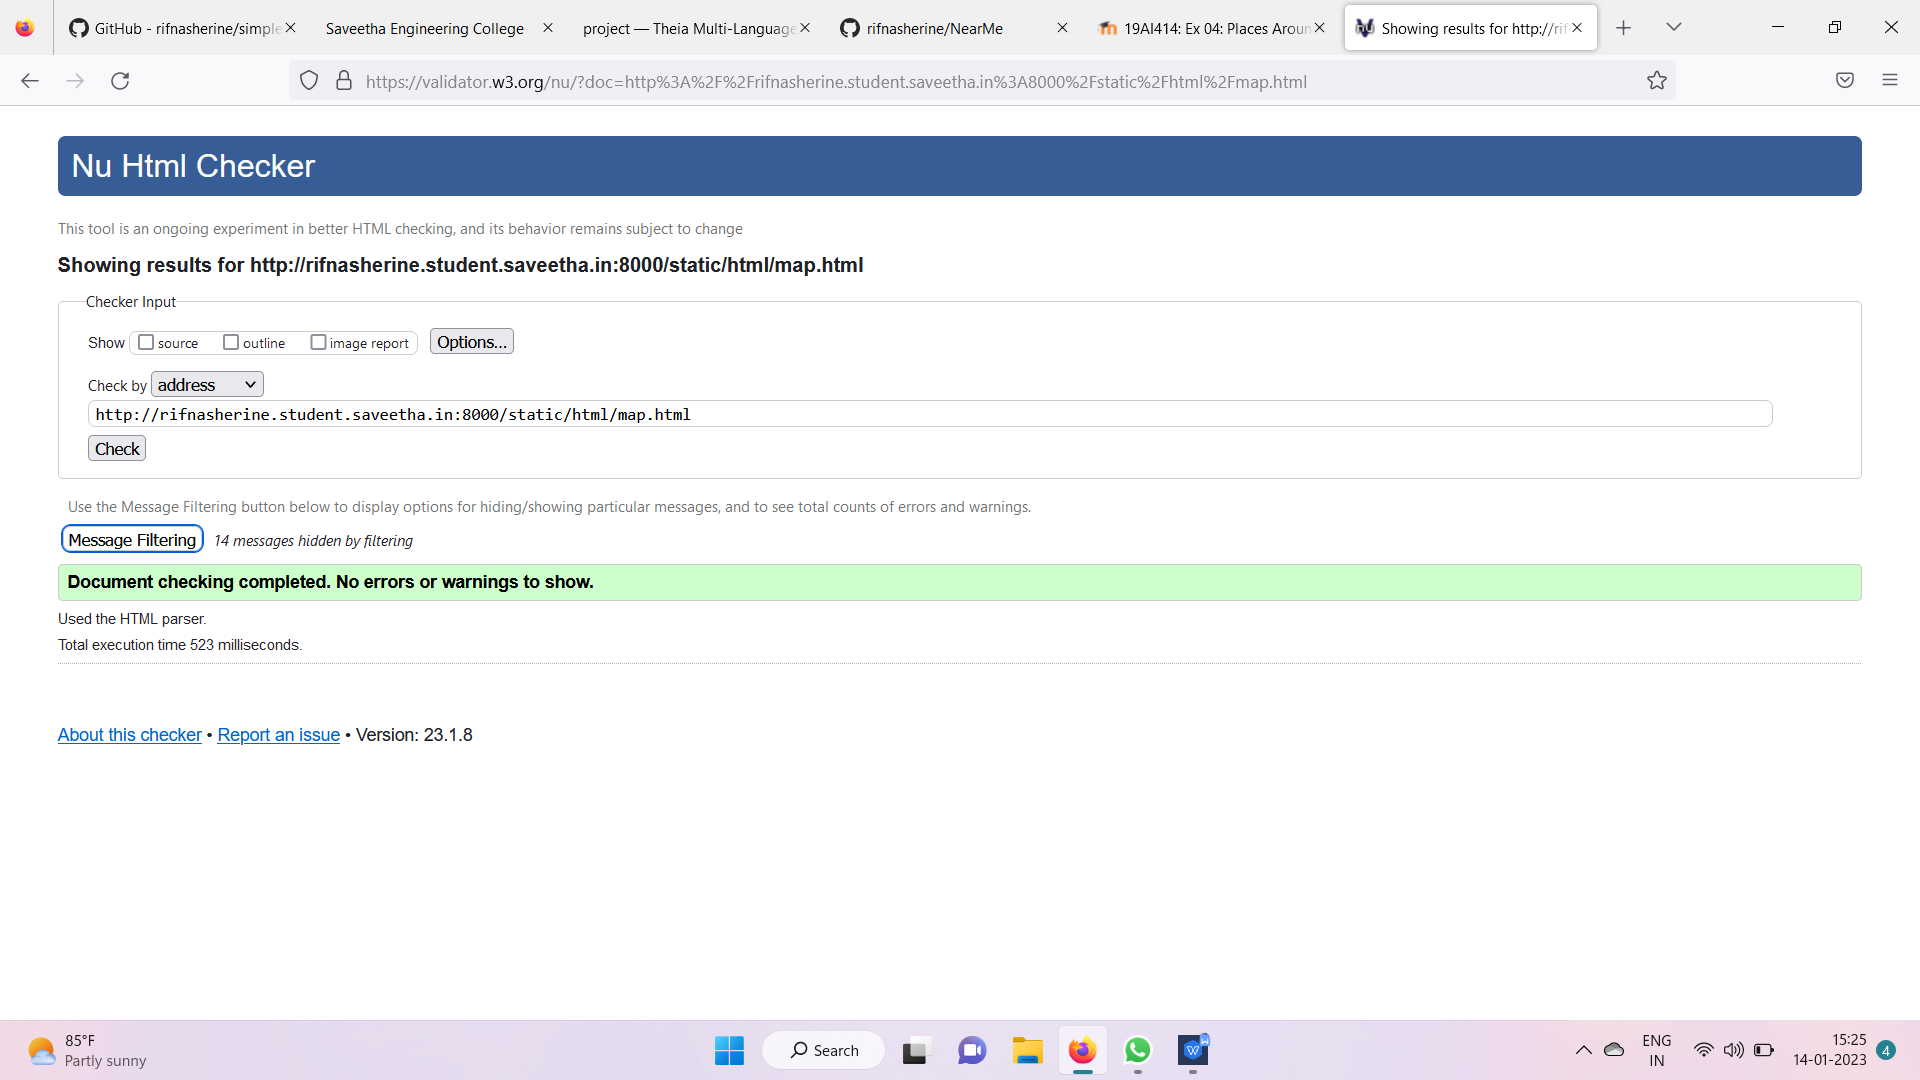 GitHub - rifnasherine/simple
Saveetha Engineering College
project — Theia Multi-Language
rifnasherine/NearMe
19AI414: Ex 04: Places Aroun
Showing results for http://rif
https://validator.w3.org/nu/?doc=http%3A%2F%2Frifnasherine.student.saveetha.in%3A8000%2Fstatic%2Fhtml%2Fmap.html
Nu Html Checker
This tool is an ongoing experiment in better HTML checking, and its behavior remains subject to change
Showing results for http://rifnasherine.student.saveetha.in:8000/static/html/map.html
Checker Input
Show source outline image report Options...
Check by address
http://rifnasherine.student.saveetha.in:8000/static/html/map.html
Check
Use the Message Filtering button below to display options for hiding/showing particular messages, and to see total counts of errors and warnings.
Message Filtering 14 messages hidden by filtering
Document checking completed. No errors or warnings to show.
Used the HTML parser.
Total execution time 523 milliseconds.
About this checker • Report an issue • Version: 23.1.8
85°F
Partly sunny
Search
ENG
IN
15:25
14-01-2023
4